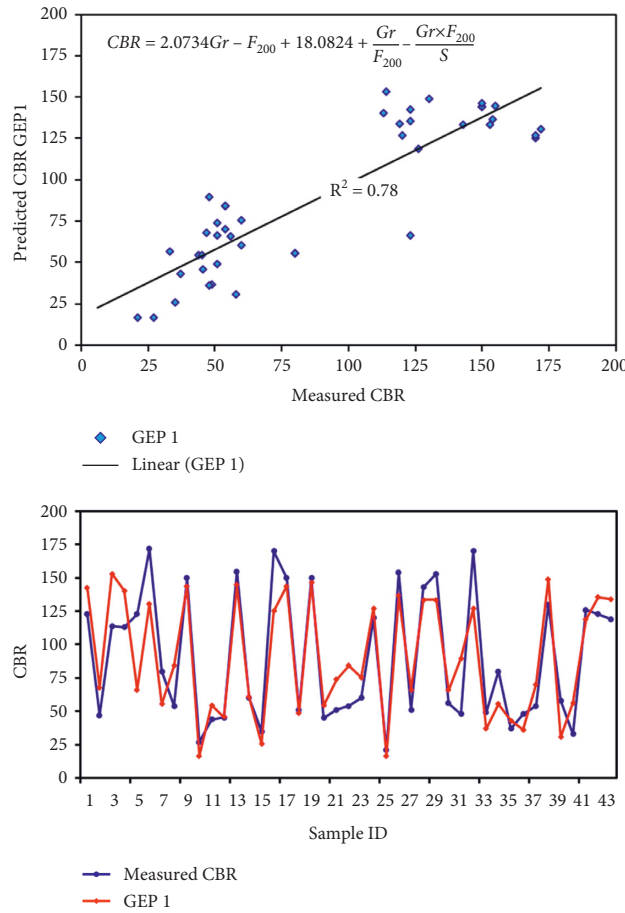 200
175
150
125
100
75
50
25
0
Predicted CBR GEP1
CBR = 2.0734Gr – F200 + 18.0824 + Gr/F200 – Gr×F200/S
R² = 0.78
0 25 50 75 100 125 150 175 200
Measured CBR
GEP 1
Linear (GEP 1)
200
175
150
125
100
75
50
25
0
CBR
1 3 5 7 9 11 13 15 17 19 21 23 25 27 29 31 33 35 37 39 41 43
Sample ID
Measured CBR
GEP 1